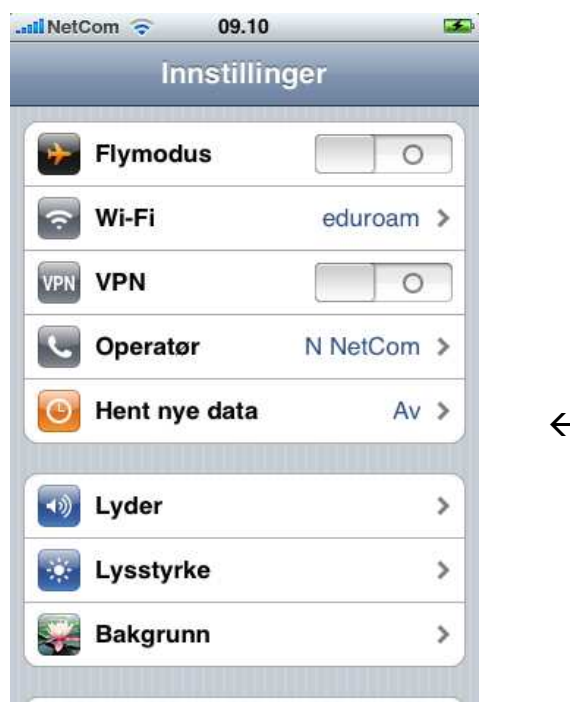 NetCom 09.10
Innstillinger
Flymodus
Wi-Fi eduroam
VPN VPN
Operatør N NetCom
Hent nye data Av
Lyder
Lysstyrke
Bakgrunn